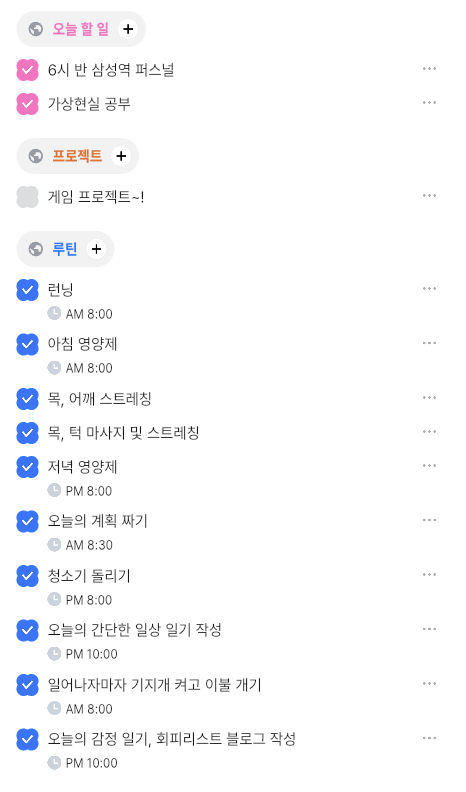 오늘 할 일 +
6시 반 삼성역 퍼스널
가상현실 공부
프로젝트 +
게임 프로젝트~!
루틴 +
런닝
AM 8:00
아침 영양제
AM 8:00
목, 어깨 스트레칭
목, 턱 마사지 및 스트레칭
저녁 영양제
PM 8:00
오늘의 계획 짜기
AM 8:30
청소기 돌리기
PM 8:00
오늘의 간단한 일상 일기 작성
PM 10:00
일어나자마자 기지개 켜고 이불 개기
AM 8:00
오늘의 감정 일기, 회피리스트 블로그 작성
PM 10:00